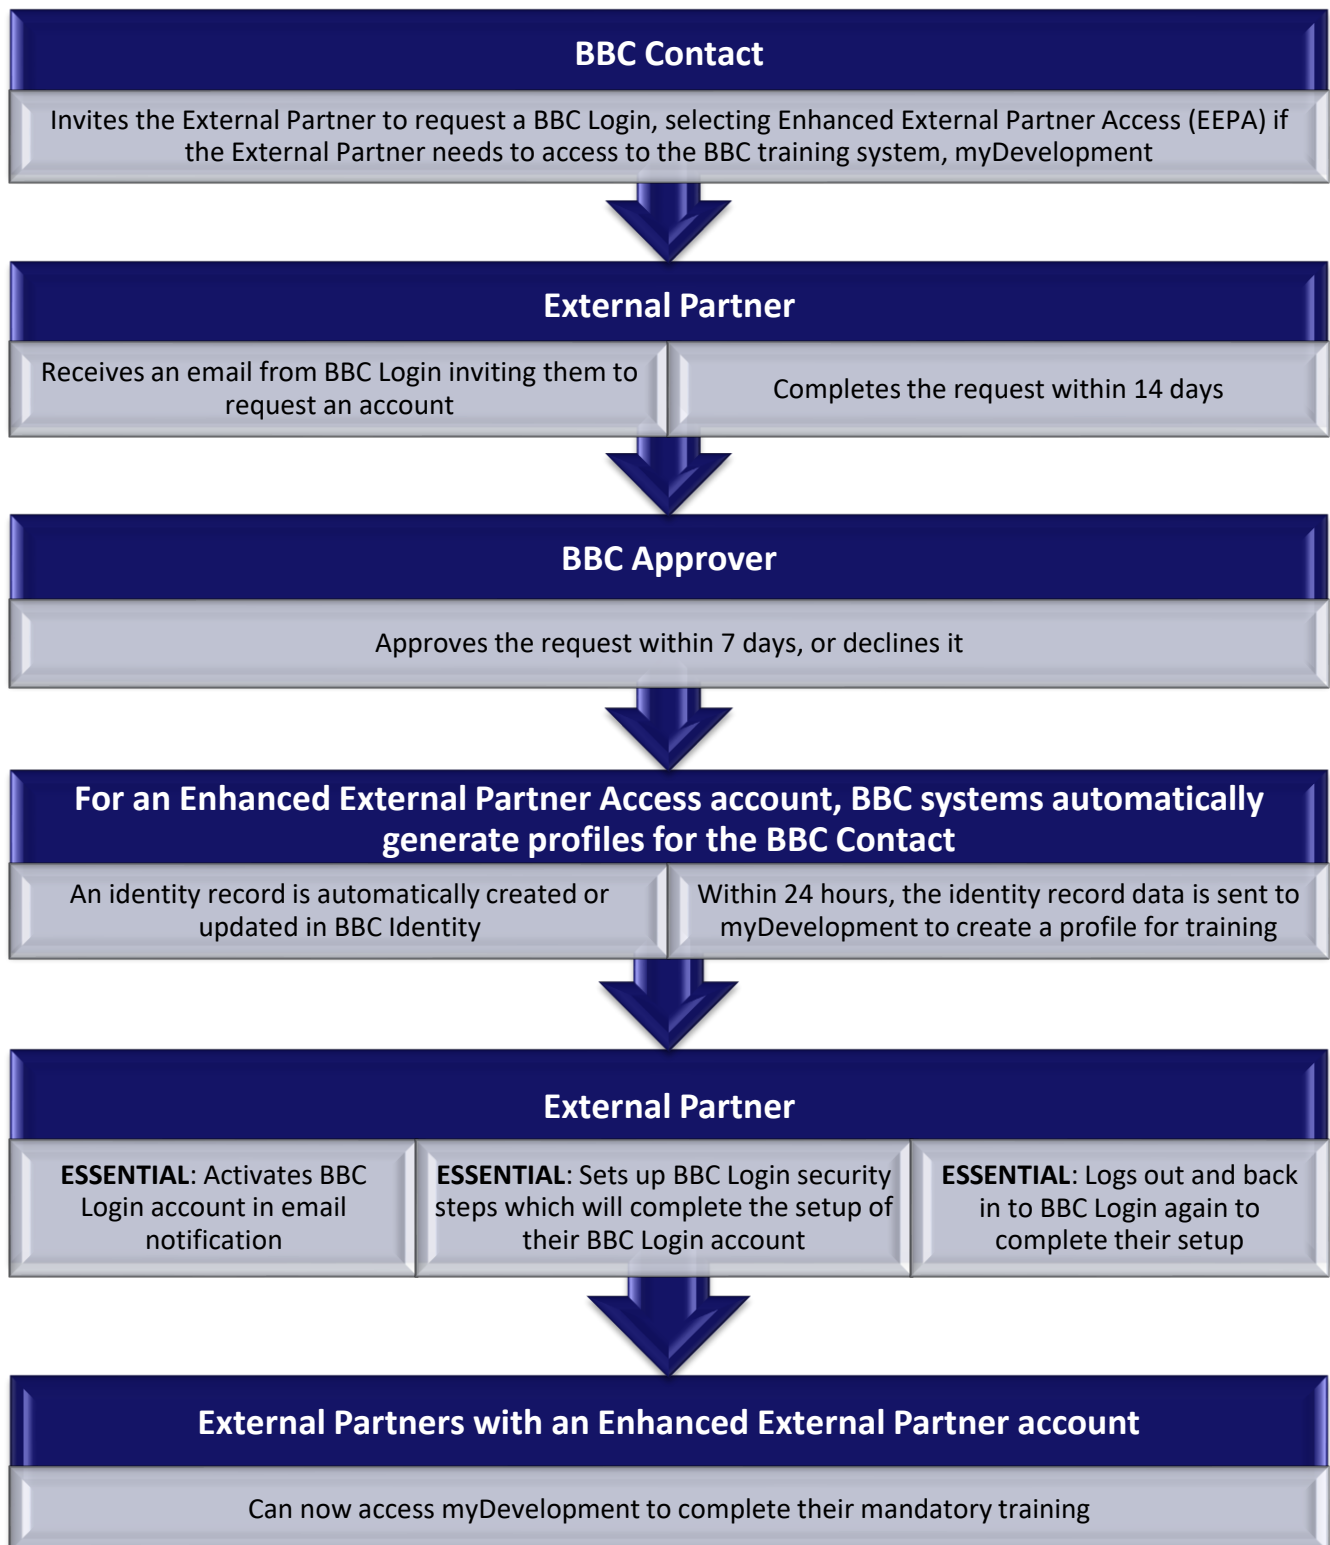 BBC Contact
Invites the External Partner to request a BBC Login, selecting Enhanced External Partner Access (EEPA) if
the External Partner needs to access to the BBC training system, myDevelopment
External Partner
Receives an email from BBC Login inviting them to
request an account
Completes the request within 14 days
BBC Approver
Approves the request within 7 days, or declines it
For an Enhanced External Partner Access account, BBC systems automatically
generate profiles for the BBC Contact
An identity record is automatically created or
updated in BBC Identity
Within 24 hours, the identity record data is sent to
myDevelopment to create a profile for training
External Partner
ESSENTIAL: Activates BBC
Login account in email
notification
ESSENTIAL: Sets up BBC Login security
steps which will complete the setup of
their BBC Login account
ESSENTIAL: Logs out and back
in to BBC Login again to
complete their setup
External Partners with an Enhanced External Partner account
Can now access myDevelopment to complete their mandatory training